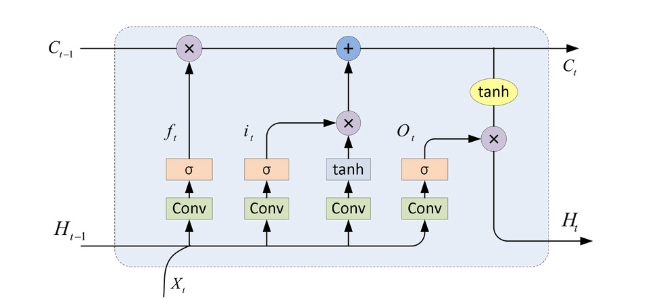 C_{t-1} × + C_t
tanh
f_t i_t × O_t ×
σ σ tanh σ
Conv Conv Conv Conv
H_{t-1} H_t
X_t